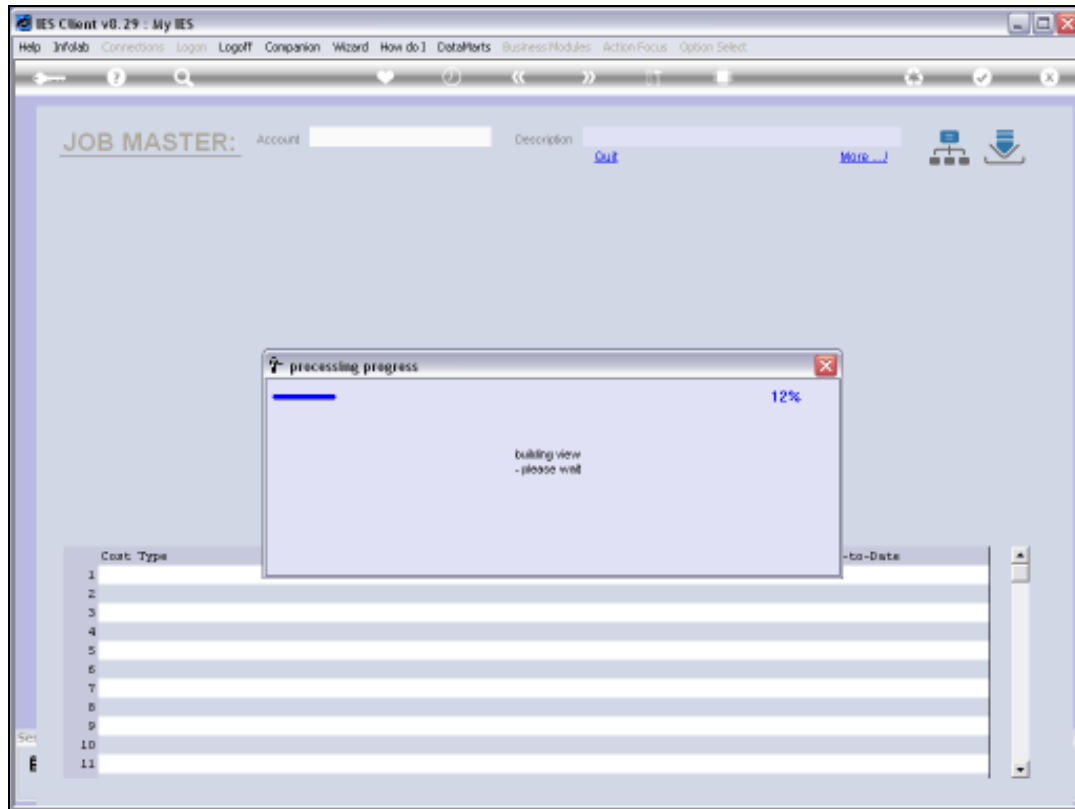 IES Client v8.29 : My IES
Help Infolab Connections Logon Logoff Companion Wizard How do I DataMarts Business Modules Action Focus Option Select
JOB MASTER: Account Description
Quit More ...!
processing progress
12%
building view
- please wait
Cost Type -to-Date
1
2
3
4
5
6
7
8
9
10
11